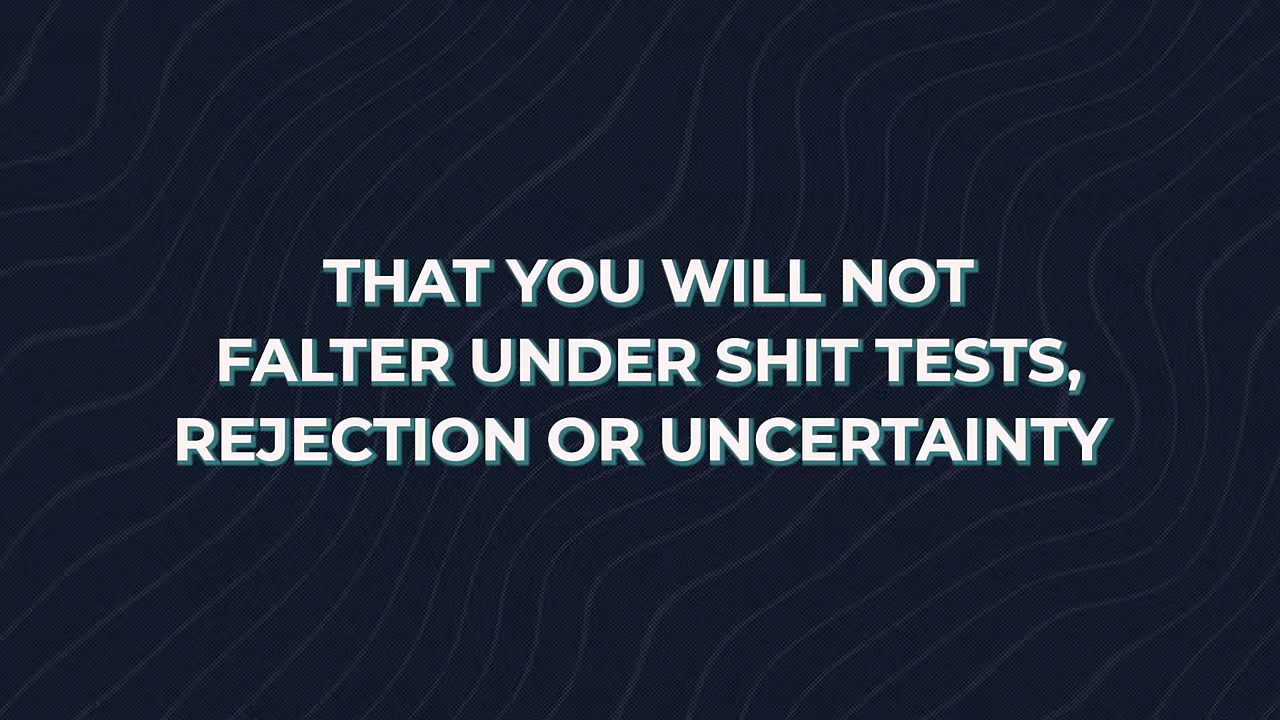 THAT YOU WILL NOT
FALTER UNDER SHIT TESTS,
REJECTION OR UNCERTAINTY